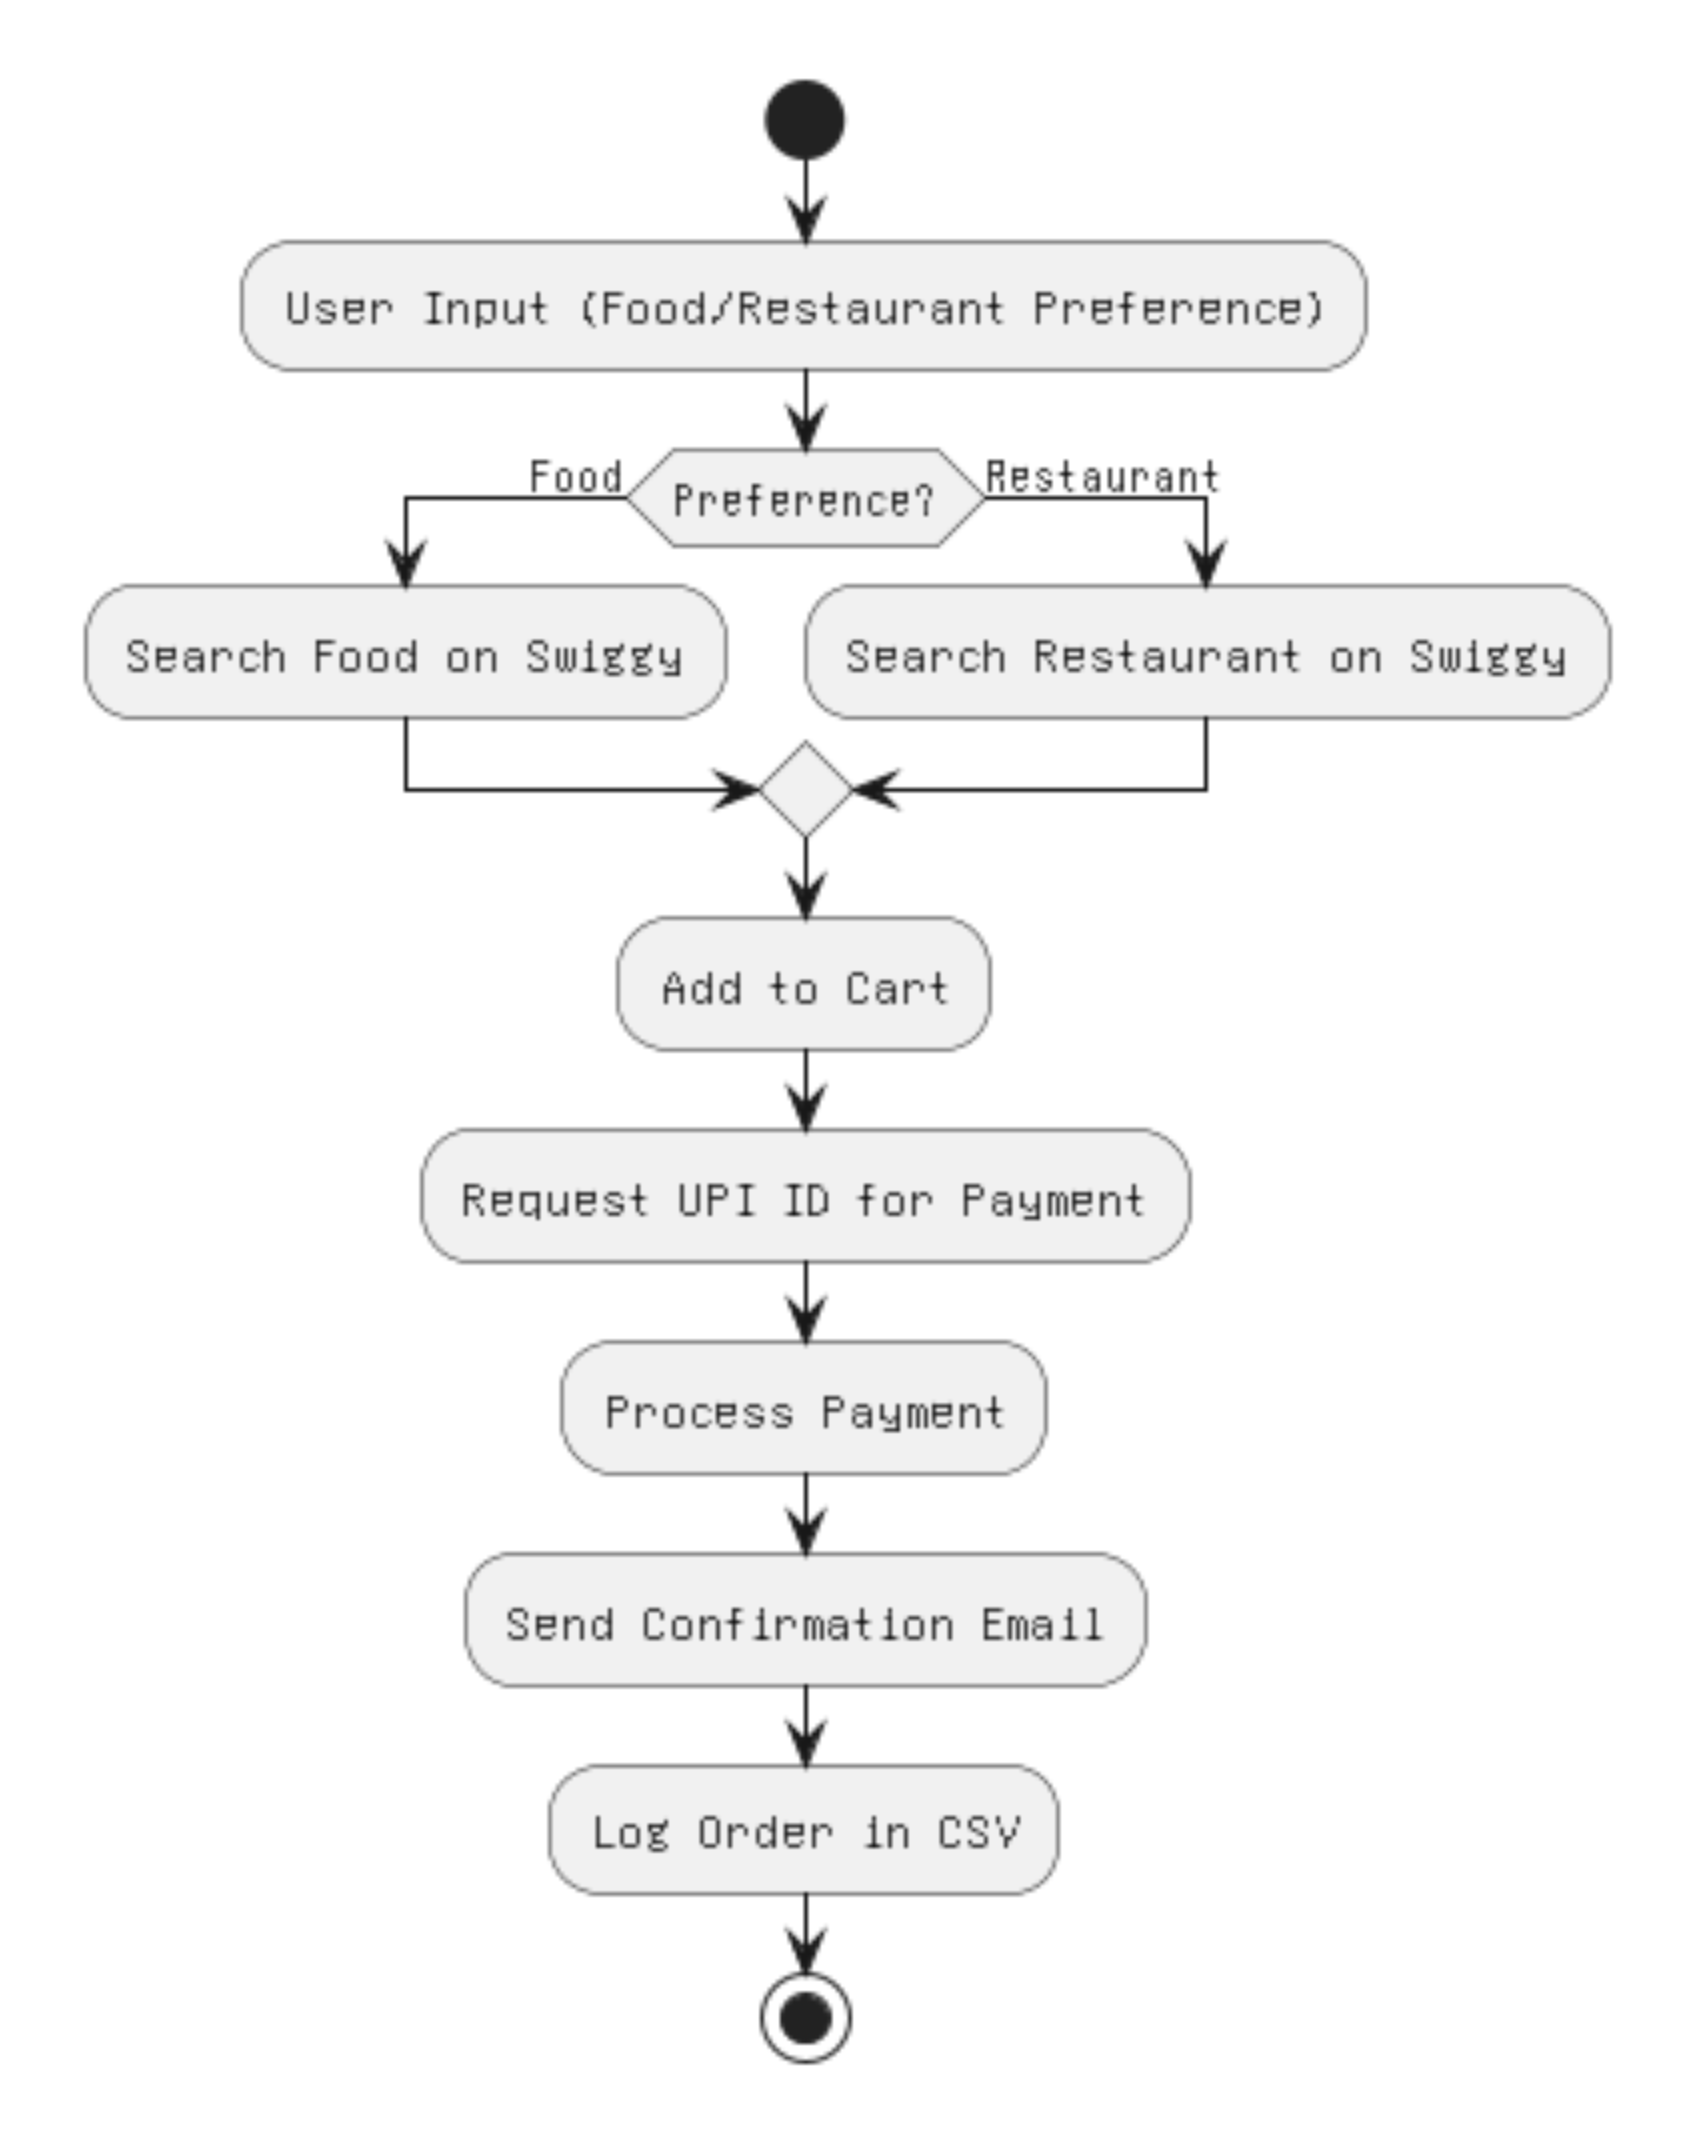 User Input (Food/Restaurant Preference)
Food
Preference?
Restaurant
Search Food on Swiggy
Search Restaurant on Swiggy
Add to Cart
Request UPI ID for Payment
Process Payment
Send Confirmation Email
Log Order in CSV